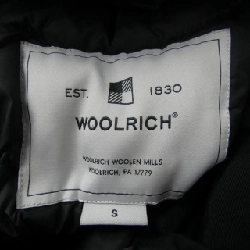 EST. 1830
WOOLRICH®
WOOLRICH WOOLEN MILLS
WOOLRICH, PA 17779
S